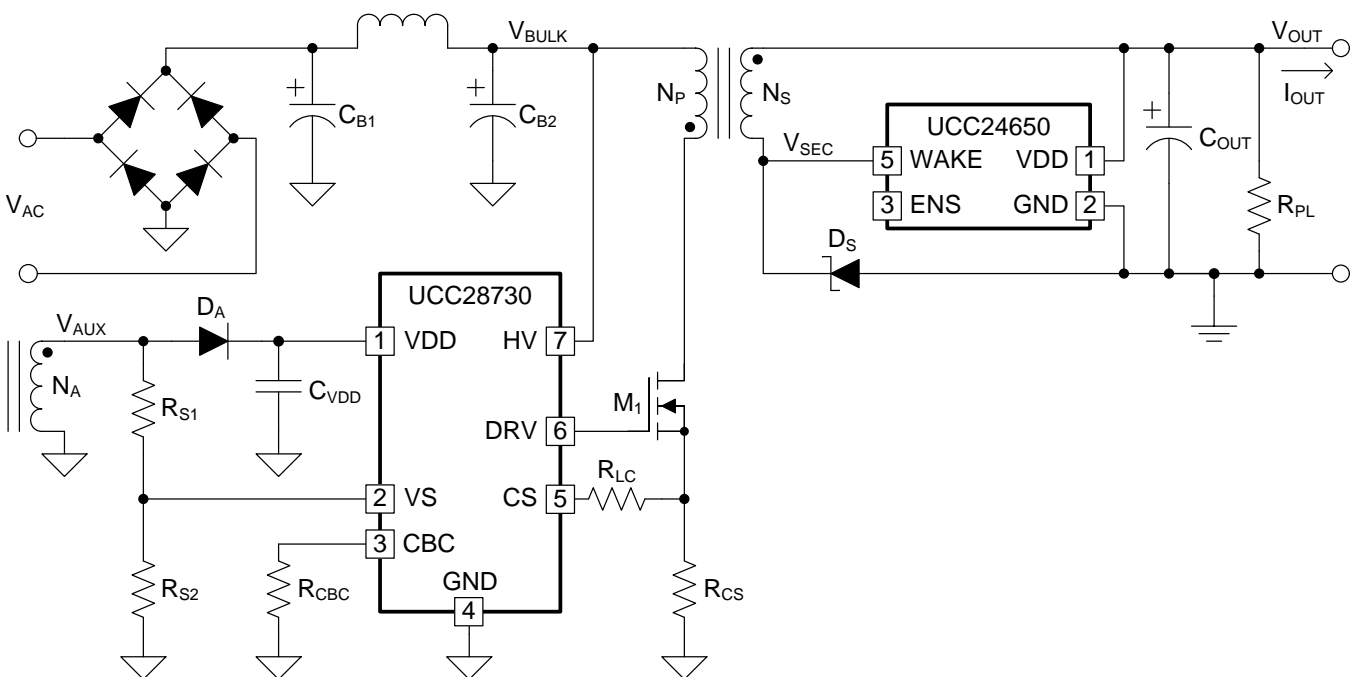 V_BULK
V_OUT
I_OUT
C_B1
C_B2
N_P
N_S
V_SEC
UCC24650
5 WAKE VDD 1
3 ENS GND 2
C_OUT
R_PL
V_AC
D_S
UCC28730
D_A
V_AUX
1 VDD HV 7
N_A
R_S1
C_VDD
M_1
DRV 6
R_LC
2 VS CS 5
3 CBC
R_S2
R_CBC
GND
4
R_CS